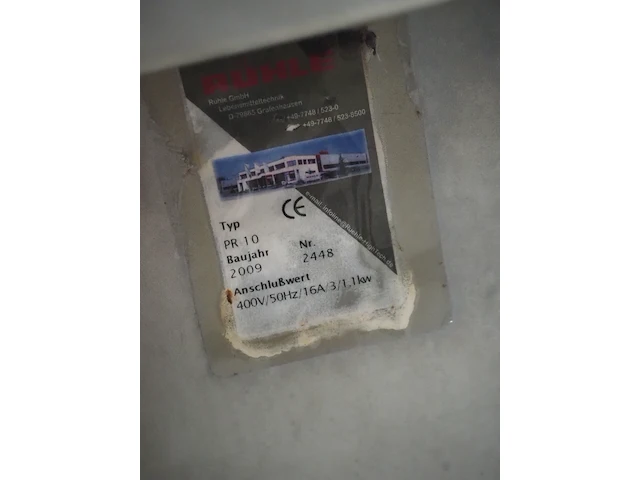 RÜHLE
Rühle GmbH
Lebensmitteltechnik
D-79865 Grafenhausen
+49-7748 / 523-0
+49-7748 / 523-8500
CE
Typ
PR 10
Baujahr Nr.
2009 2448
Anschlußwert
400V/50Hz/16A/3/1,1kw